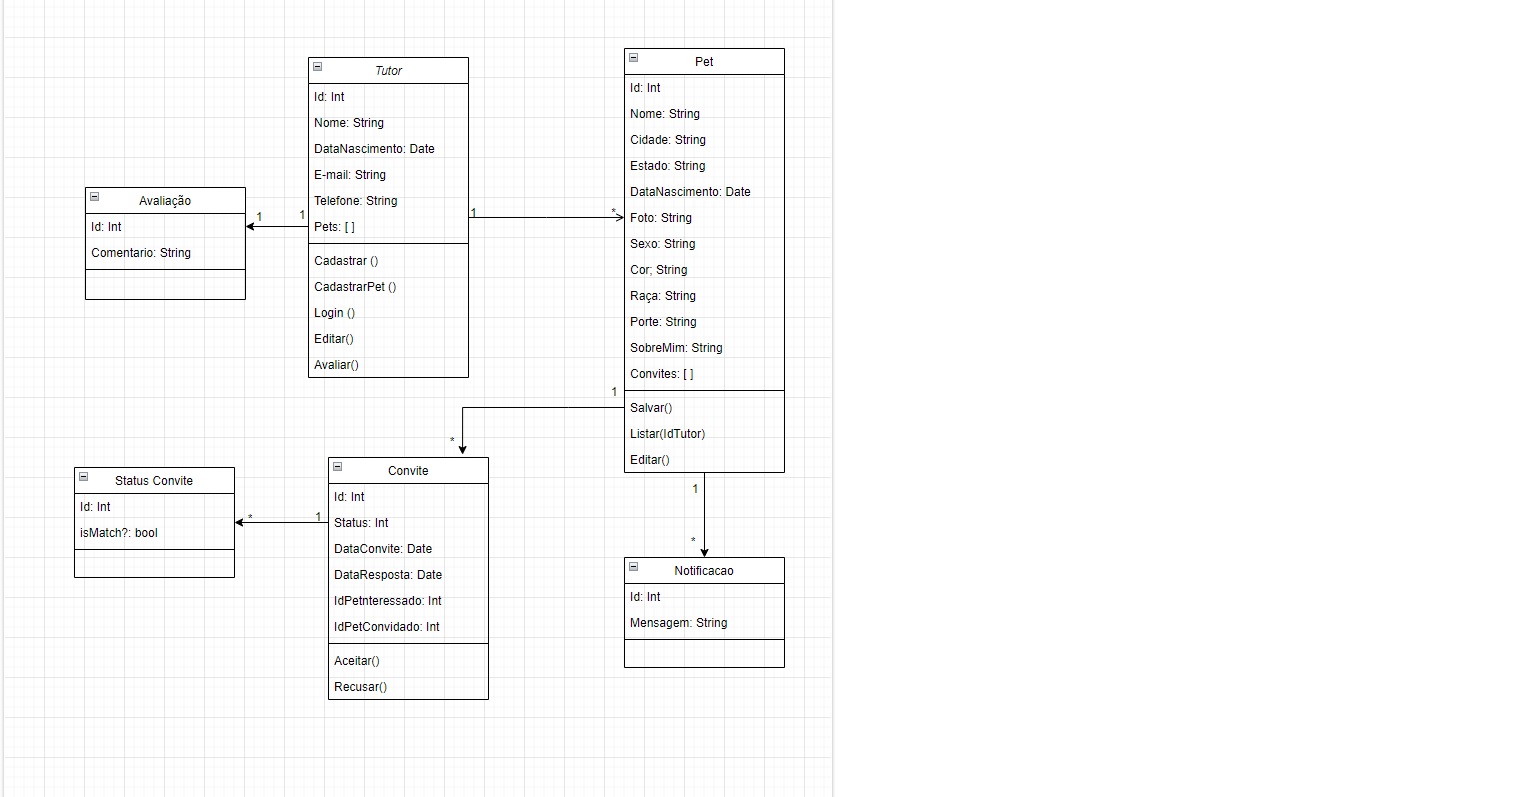 Tutor
Id: Int
Nome: String
DataNascimento: Date
E-mail: String
Telefone: String
Pets: [ ]
Cadastrar ()
CadastrarPet ()
Login ()
Editar()
Avaliar()
Pet
Id: Int
Nome: String
Cidade: String
Estado: String
DataNascimento: Date
Foto: String
Sexo: String
Cor; String
Raça: String
Porte: String
SobreMim: String
Convites: [ ]
Salvar()
Listar(IdTutor)
Editar()
Avaliação
Id: Int
Comentario: String
1
1
1
*
1
*
Status Convite
Id: Int
isMatch?: bool
*
1
Convite
Id: Int
Status: Int
DataConvite: Date
DataResposta: Date
IdPetnteressado: Int
IdPetConvidado: Int
Aceitar()
Recusar()
1
*
Notificacao
Id: Int
Mensagem: String